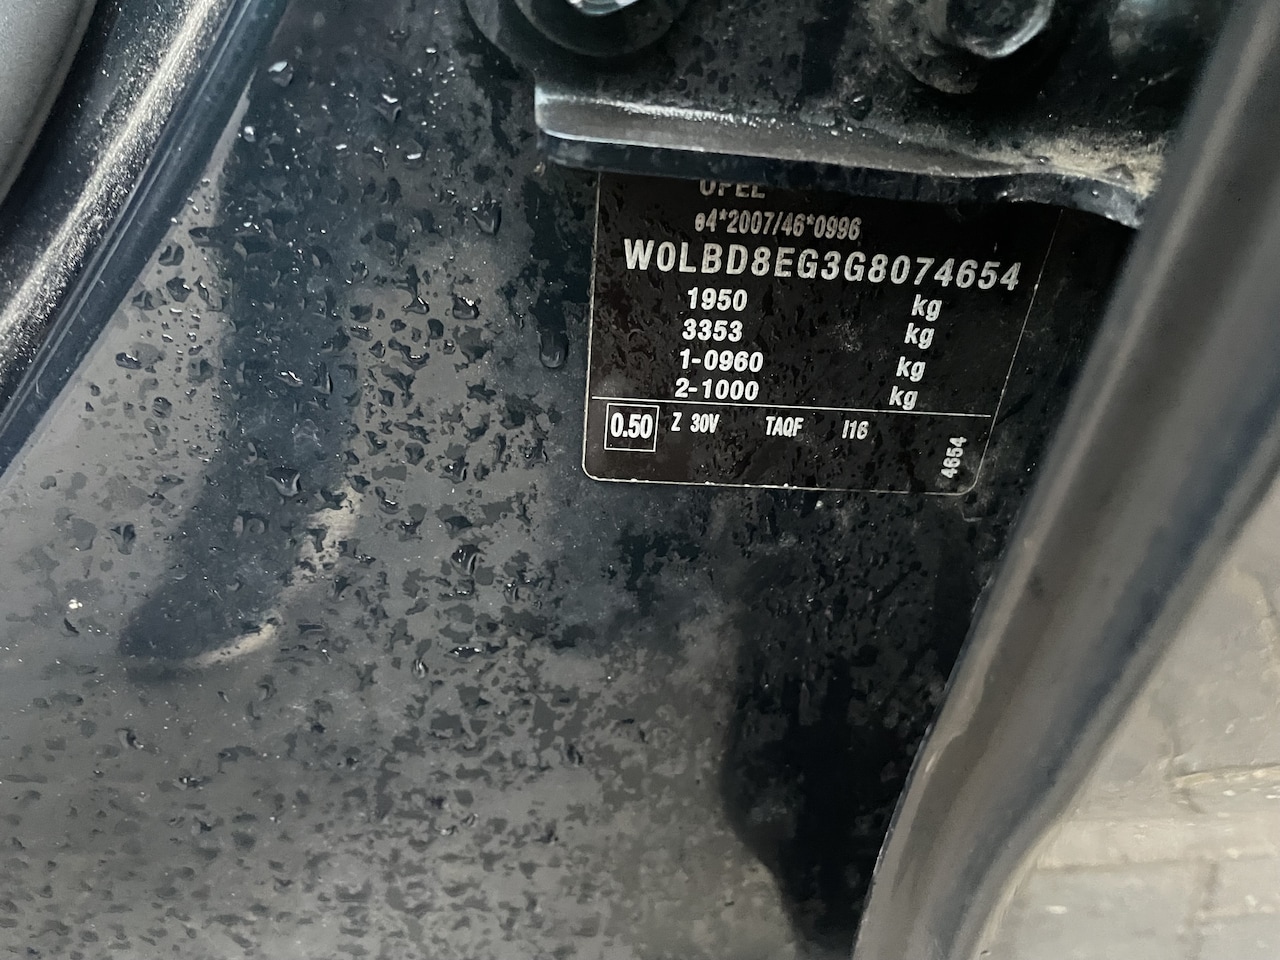 OPEL
e4*2007/46*0996
W0LBD8EG3G8074654
1950 kg
3353 kg
1-0960 kg
2-1000 kg
0.50 Z 30V TAQF I16
4654